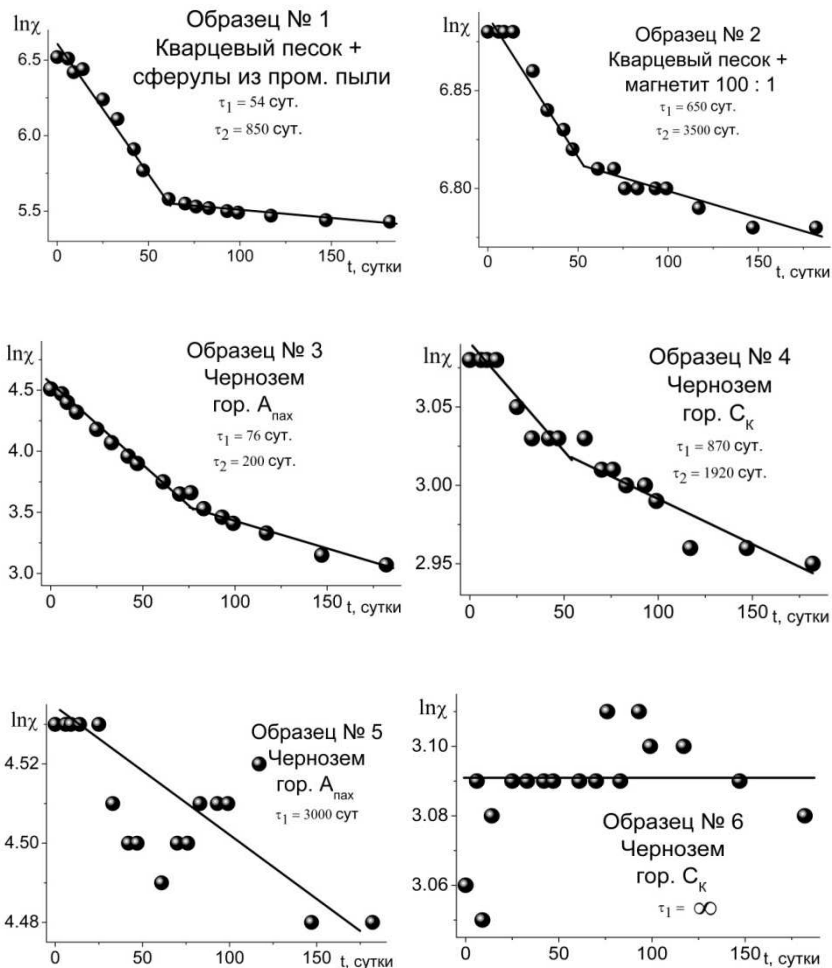 lnχ
Образец № 1
Кварцевый песок +
сферулы из пром. пыли
τ1 = 54 сут.
τ2 = 850 сут.
6.5
6.0
5.5
0 50 100 150
t, сутки
lnχ
Образец № 2
Кварцевый песок +
магнетит 100 : 1
τ1 = 650 сут.
τ2 = 3500 сут.
6.85
6.80
0 50 100 150
t, сутки
lnχ
Образец № 3
Чернозем
гор. Апах
τ1 = 76 сут.
τ2 = 200 сут.
4.5
4.0
3.5
3.0
0 50 100 150
t, сутки
lnχ
Образец № 4
Чернозем
гор. СК
τ1 = 870 сут.
τ2 = 1920 сут.
3.05
3.00
2.95
0 50 100 150
t, сутки
lnχ
Образец № 5
Чернозем
гор. Апах
τ1 = 3000 сут
4.52
4.50
4.48
0 50 100 150
t, сутки
lnχ
3.10
3.08
3.06
Образец № 6
Чернозем
гор. СК
τ1 = ∞
0 50 100 150
t, сутки